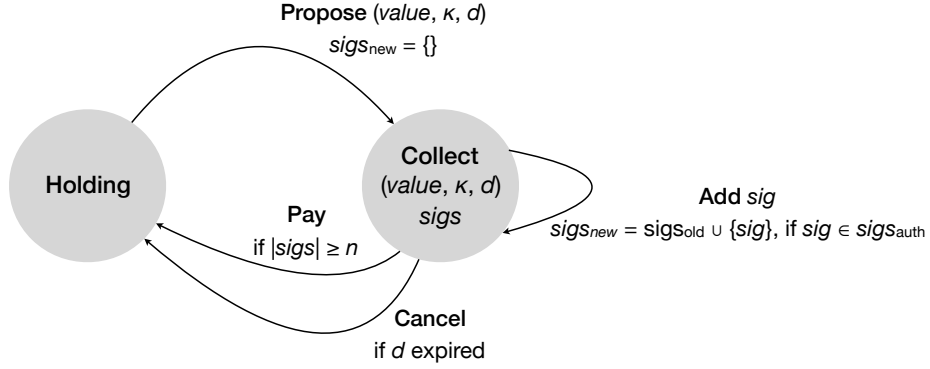 Propose (value, κ, d)
sigsnew = {}
Holding
Collect
(value, κ, d)
sigs
Pay
if |sigs| ≥ n
Add sig
sigsnew = sigsold ∪ {sig}, if sig ∈ sigsauth
Cancel
if d expired